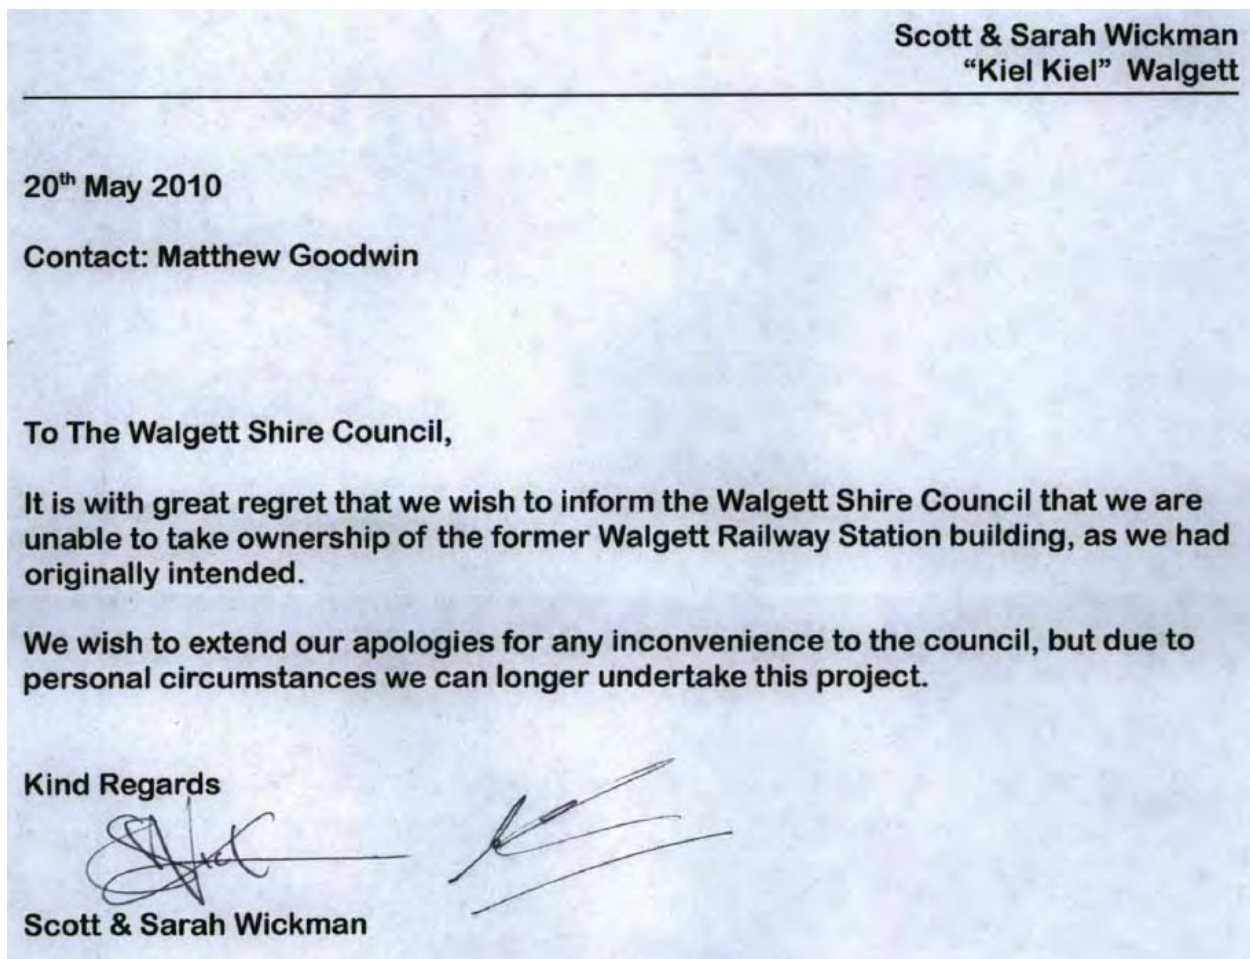 Scott & Sarah Wickman
“Kiel Kiel” Walgett
20th May 2010
Contact: Matthew Goodwin
To The Walgett Shire Council,
It is with great regret that we wish to inform the Walgett Shire Council that we are
unable to take ownership of the former Walgett Railway Station building, as we had
originally intended.
We wish to extend our apologies for any inconvenience to the council, but due to
personal circumstances we can longer undertake this project.
Kind Regards
Scott & Sarah Wickman